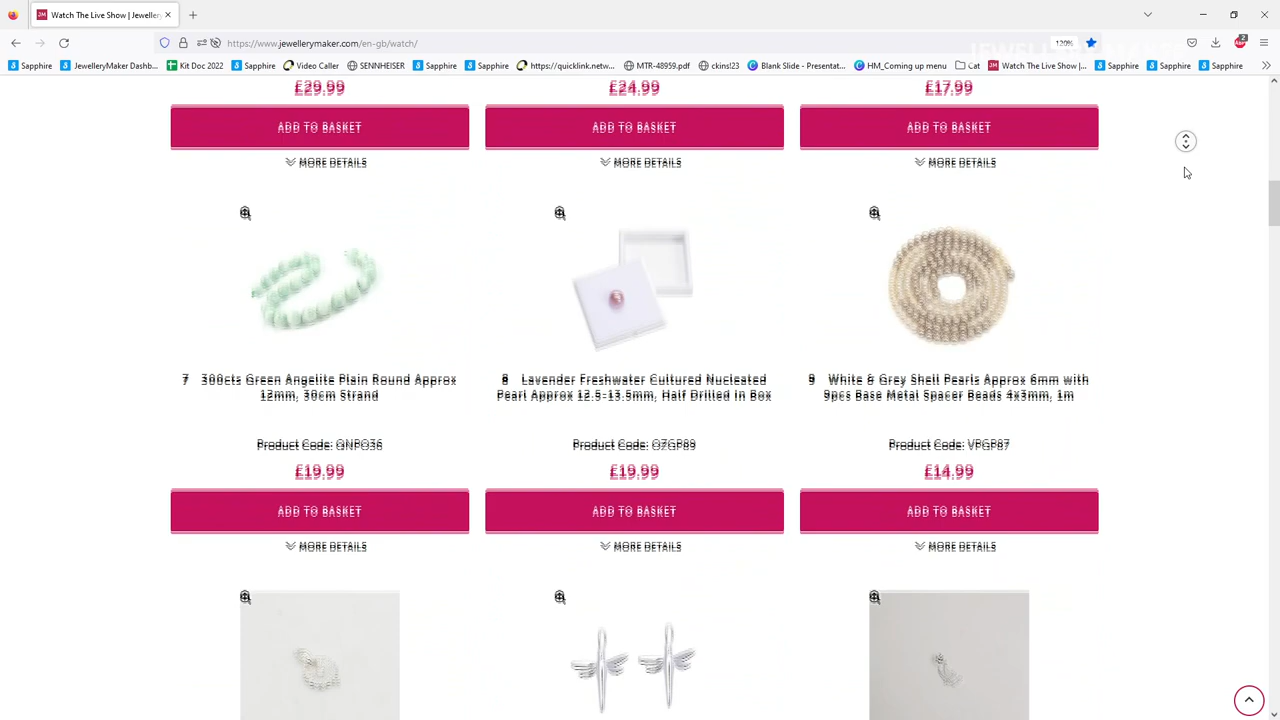 Watch The Live Show | Jeweller
https://www.jewellerymaker.com/en-gb/watch/
120%
2
JEWELLERYMAKER
Sapphire JewelleryMaker Dashb... Kit Doc 2022 Sapphire Video Caller SENNHEISER Sapphire Sapphire https://quicklink.netw... MTR-48959.pdf ckins13 Blank Slide - Presentat... HM_Coming up menu Cat Watch The Live Show |... Sapphire Sapphire Sapphire
£29.99 £24.99 £17.99
ADD TO BASKET ADD TO BASKET ADD TO BASKET
MORE DETAILS MORE DETAILS MORE DETAILS
7 300cts Green Angelite Plain Round Approx
12mm, 30cm Strand
8 Lavender Freshwater Cultured Nucleated
Pearl Approx 12.5-13.5mm, Half Drilled In Box
9 White & Grey Shell Pearls Approx 6mm with
9pcs Base Metal Spacer Beads 4x3mm, 1m
Product Code: QNPO36 Product Code: OZGP89 Product Code: VPGP87
£19.99 £19.99 £14.99
ADD TO BASKET ADD TO BASKET ADD TO BASKET
MORE DETAILS MORE DETAILS MORE DETAILS